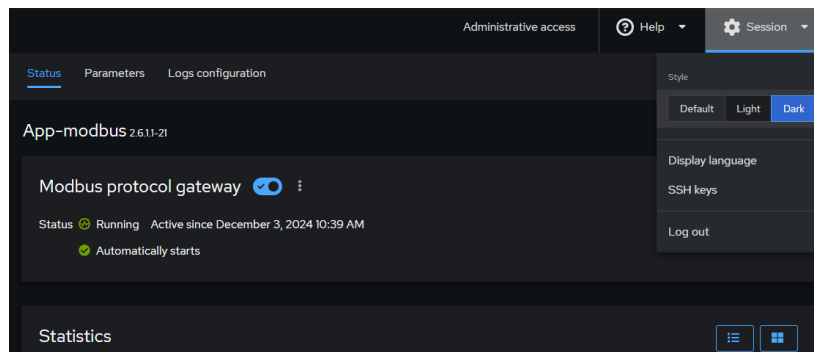 Administrative access Help Session
Status Parameters Logs configuration
Style
Default Light Dark
App-modbus 2.6.1.1-21
Display language
Modbus protocol gateway
SSH keys
Status Running Active since December 3, 2024 10:39 AM
Log out
Automatically starts
Statistics